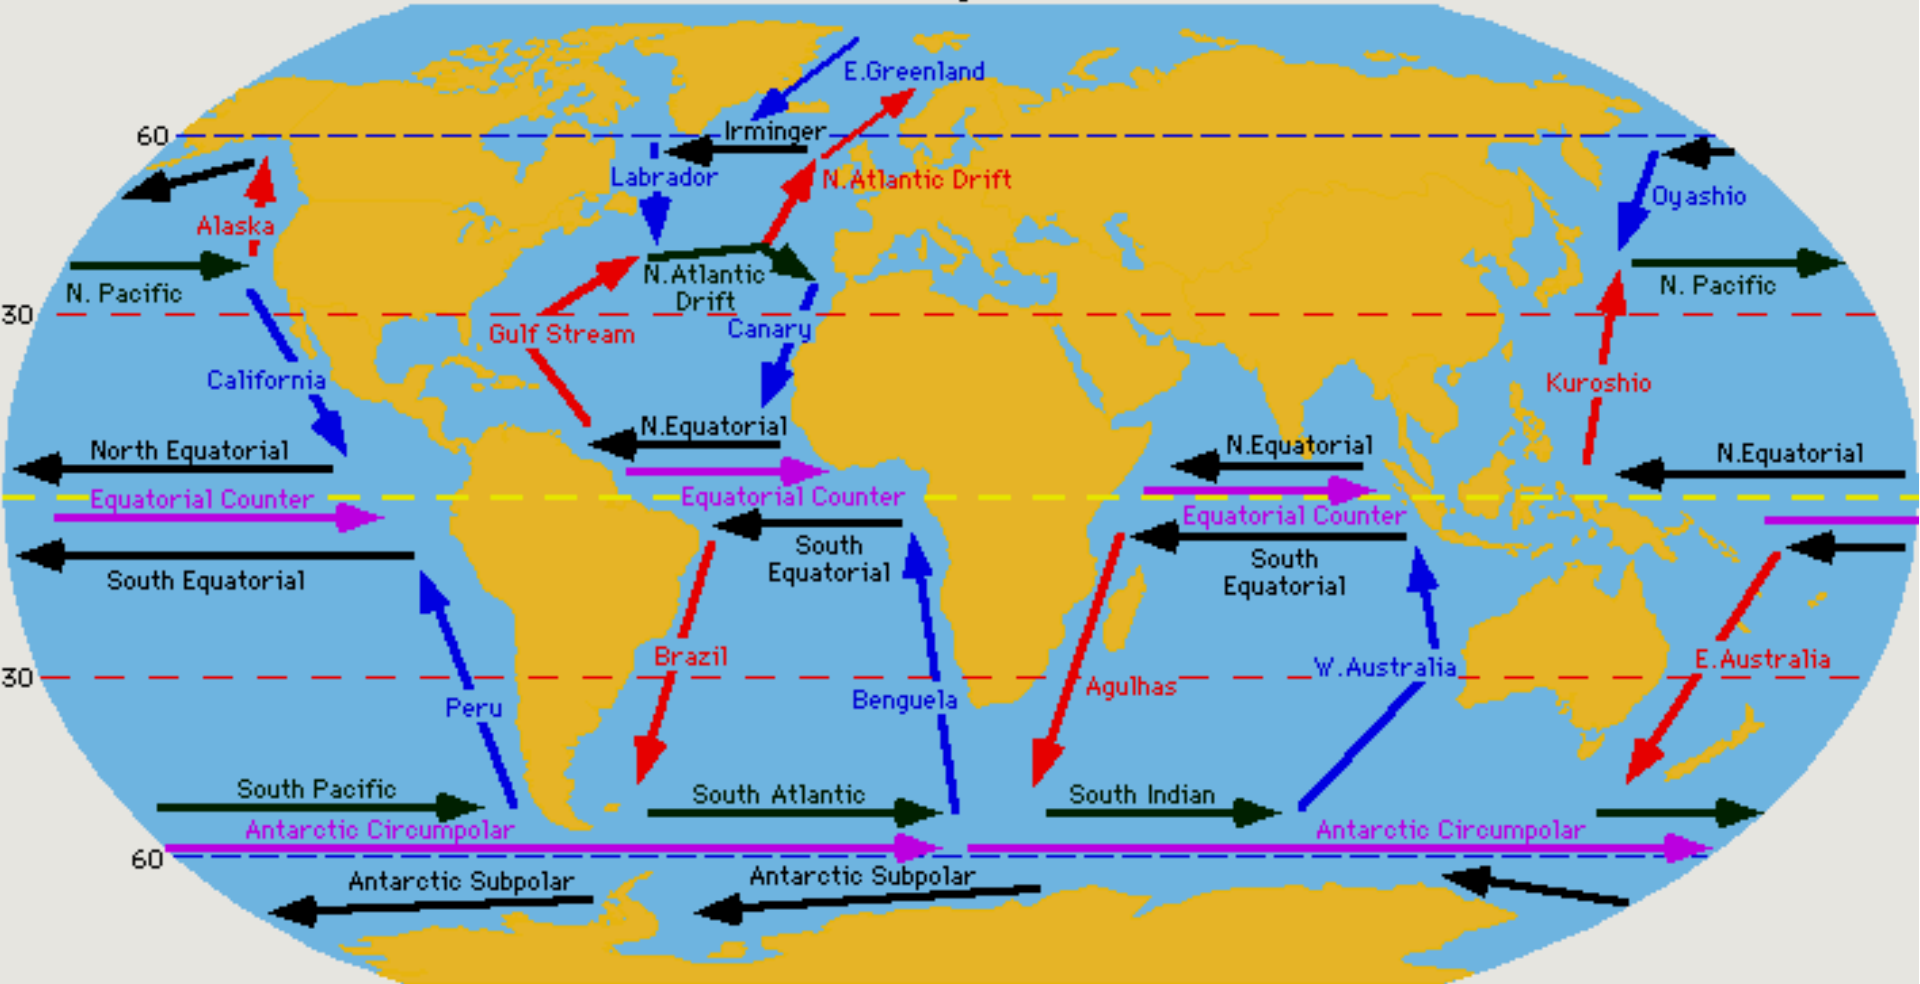 E.Greenland
60
Irminger
Labrador
N.Atlantic Drift
Oyashio
Alaska
N. Pacific
N.Atlantic
Drift
N. Pacific
30
Gulf Stream
Canary
California
Kuroshio
North Equatorial
N.Equatorial
N.Equatorial
N.Equatorial
Equatorial Counter
Equatorial Counter
Equatorial Counter
South Equatorial
South
Equatorial
South
Equatorial
Brazil
W.Australia
E.Australia
30
Peru
Benguela
Agulhas
South Pacific
South Atlantic
South Indian
Antarctic Circumpolar
Antarctic Circumpolar
60
Antarctic Subpolar
Antarctic Subpolar